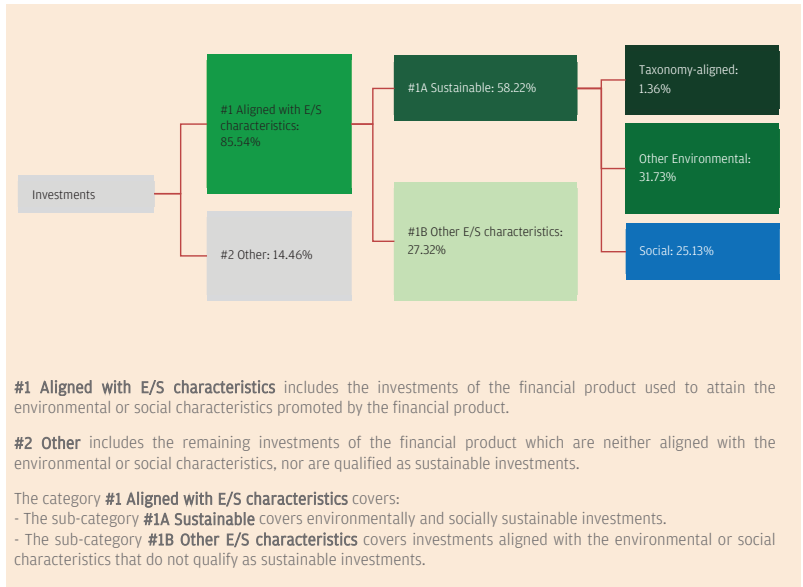 Investments
#1 Aligned with E/S
characteristics:
85.54%
#2 Other: 14.46%
#1A Sustainable: 58.22%
#1B Other E/S characteristics:
27.32%
Taxonomy-aligned:
1.36%
Other Environmental:
31.73%
Social: 25.13%
#1 Aligned with E/S characteristics includes the investments of the financial product used to attain the
environmental or social characteristics promoted by the financial product.
#2 Other includes the remaining investments of the financial product which are neither aligned with the
environmental or social characteristics, nor are qualified as sustainable investments.
The category #1 Aligned with E/S characteristics covers:
- The sub-category #1A Sustainable covers environmentally and socially sustainable investments.
- The sub-category #1B Other E/S characteristics covers investments aligned with the environmental or social
characteristics that do not qualify as sustainable investments.